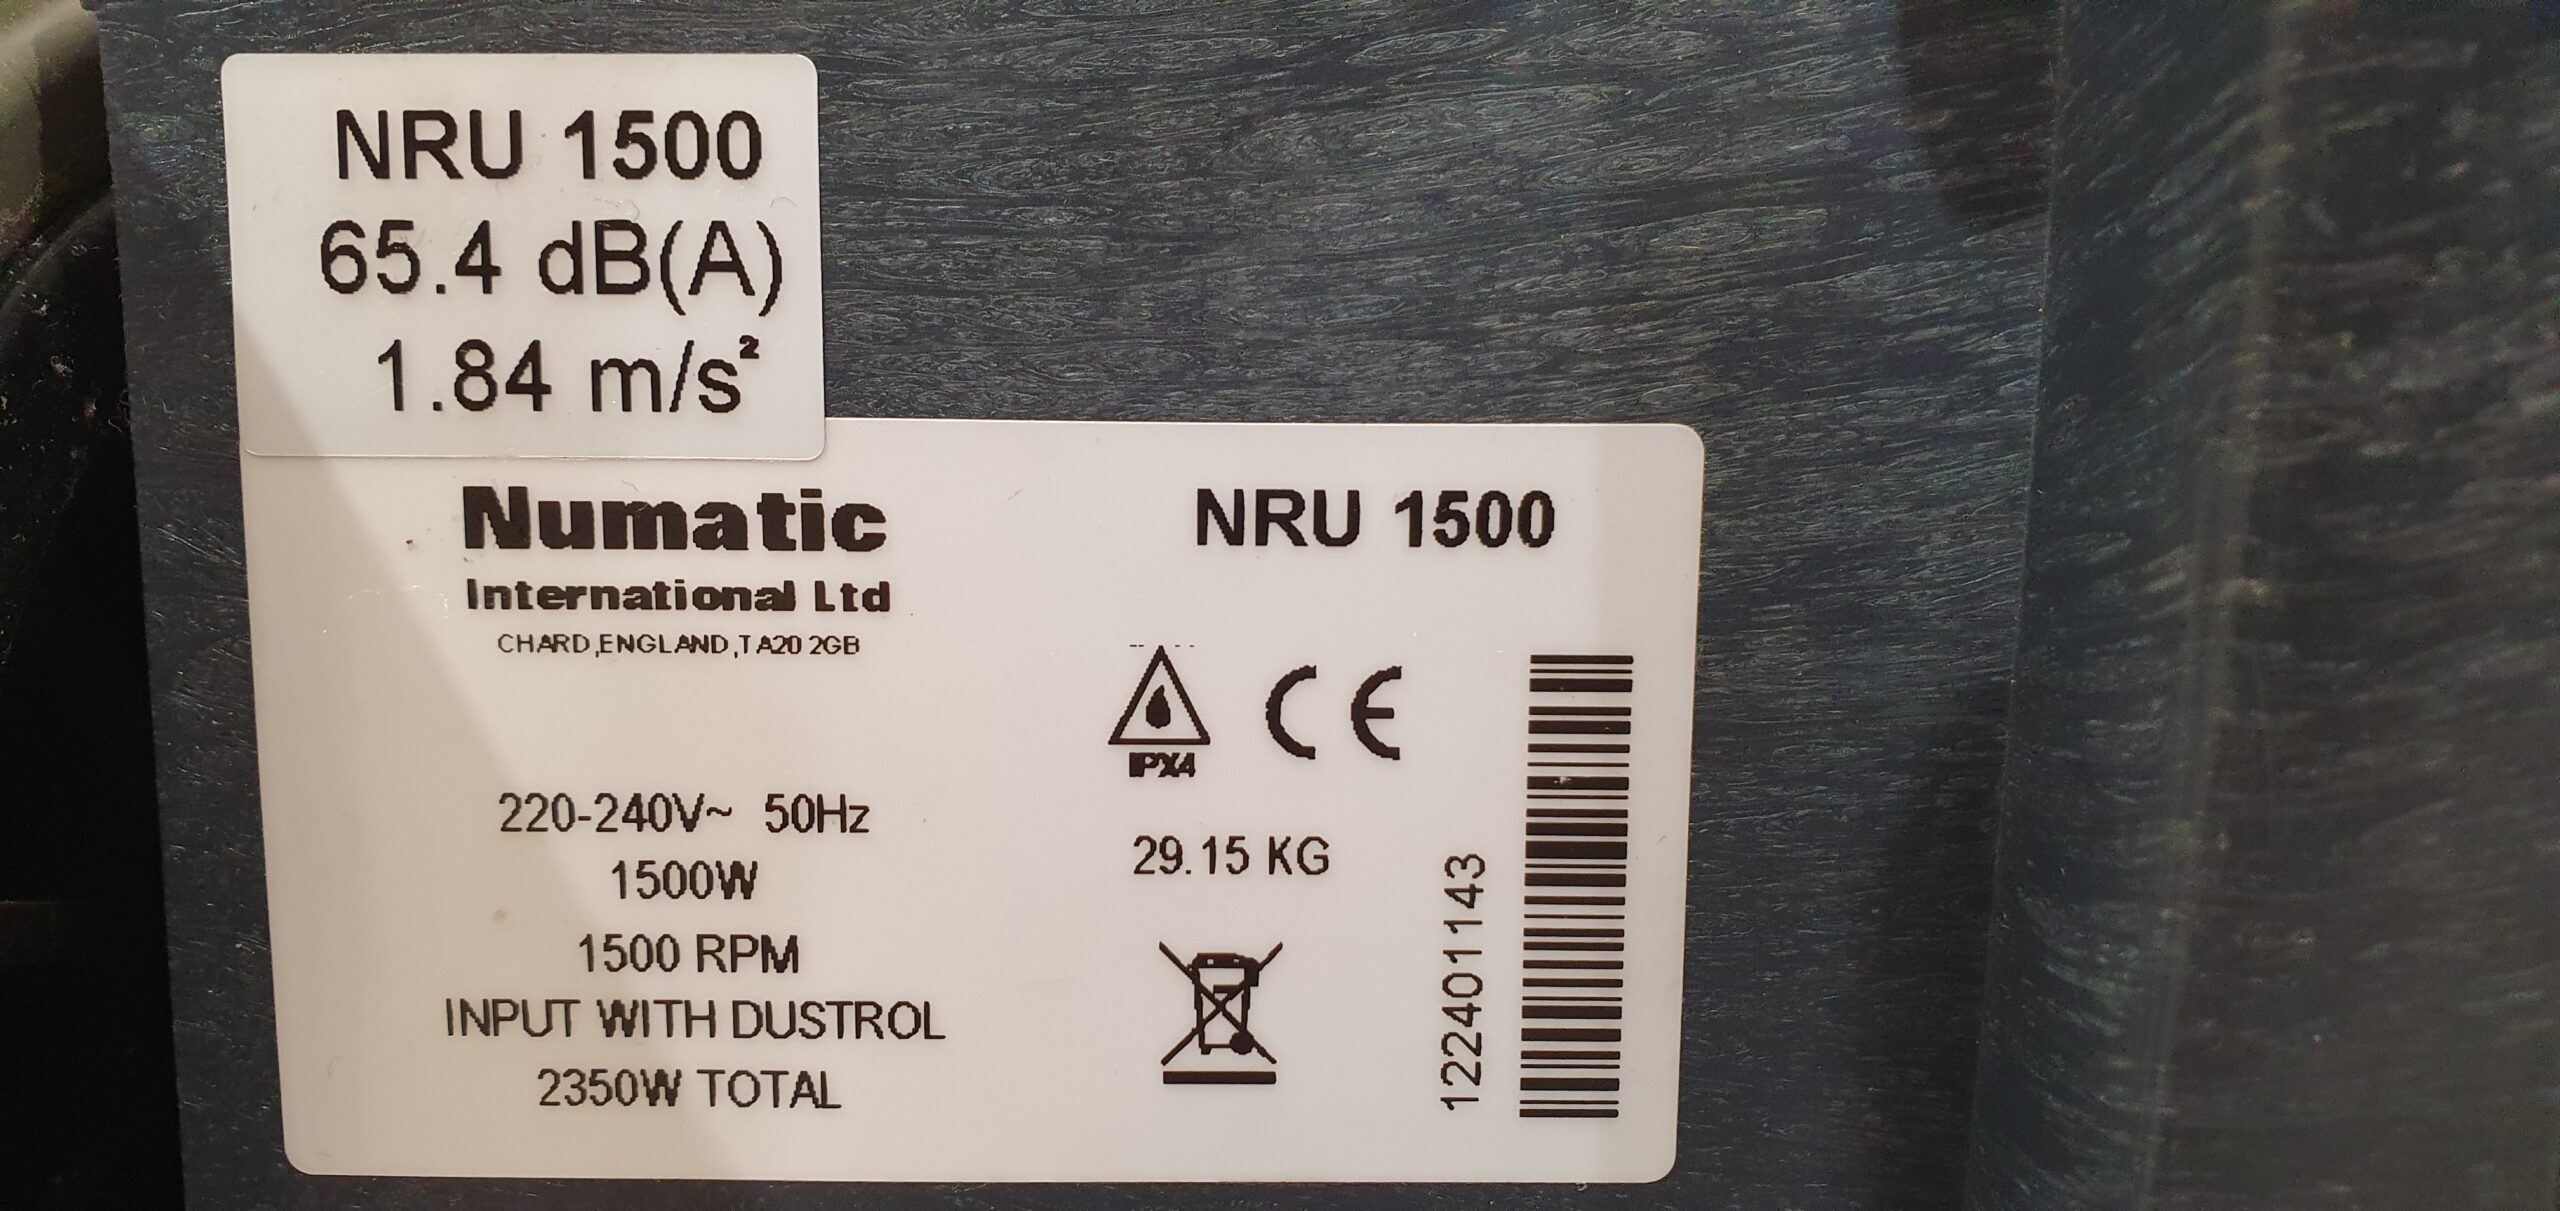 NRU 1500
65.4 dB(A)
1.84 m/s²
Numatic
International Ltd
CHARD,ENGLAND,TA20 2GB
220-240V~ 50Hz
1500W
1500 RPM
INPUT WITH DUSTROL
2350W TOTAL
NRU 1500
IPX4
CE
29.15 KG
122401143